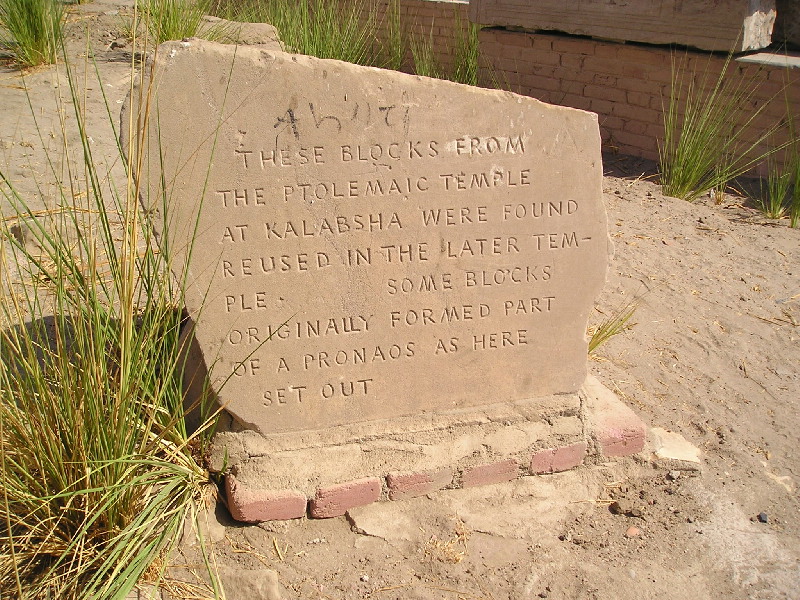 THESE BLOCKS FROM
THE PTOLEMAIC TEMPLE
AT KALABSHA WERE FOUND
REUSED IN THE LATER TEM-
PLE. SOME BLOCKS
ORIGINALLY FORMED PART
OF A PRONAOS AS HERE
SET OUT